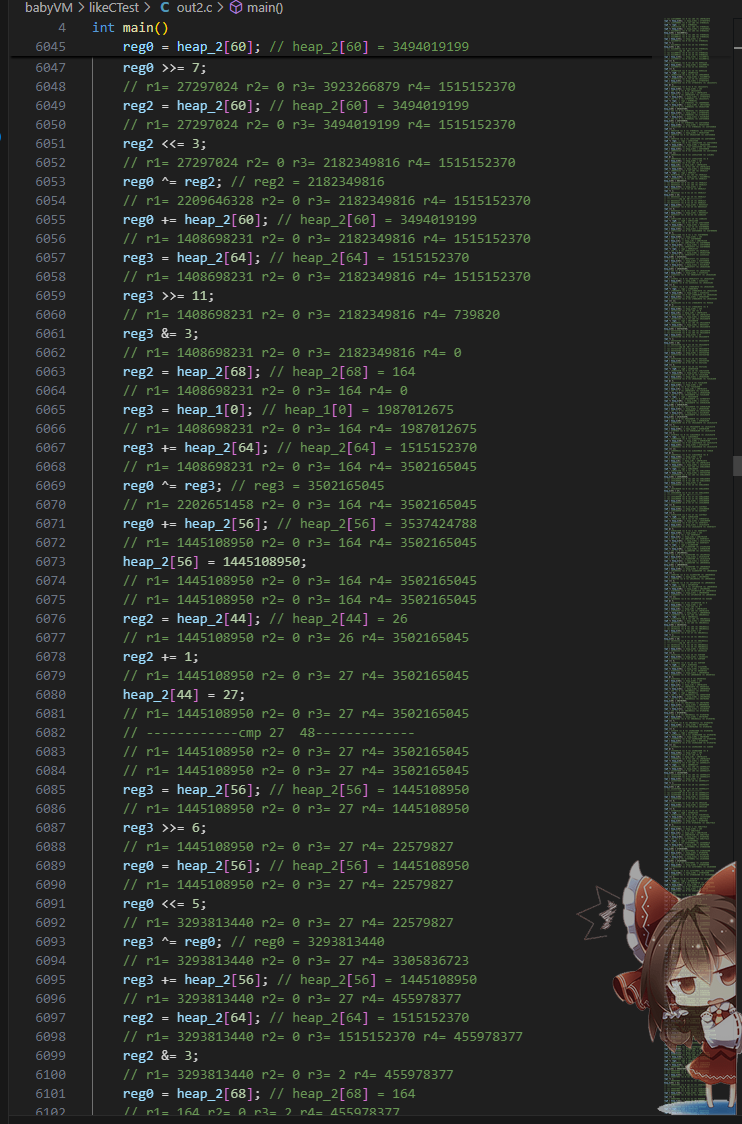 babyVM > likeCTest > C out2.c > main()
4 int main()
6045 reg0 = heap_2[60]; // heap_2[60] = 3494019199
6047 reg0 >>= 7;
6048 // r1= 27297024 r2= 0 r3= 3923266879 r4= 1515152370
6049 reg2 = heap_2[60]; // heap_2[60] = 3494019199
6050 // r1= 27297024 r2= 0 r3= 3494019199 r4= 1515152370
6051 reg2 <<= 3;
6052 // r1= 27297024 r2= 0 r3= 2182349816 r4= 1515152370
6053 reg0 ^= reg2; // reg2 = 2182349816
6054 // r1= 2209646328 r2= 0 r3= 2182349816 r4= 1515152370
6055 reg0 += heap_2[60]; // heap_2[60] = 3494019199
6056 // r1= 1408698231 r2= 0 r3= 2182349816 r4= 1515152370
6057 reg3 = heap_2[64]; // heap_2[64] = 1515152370
6058 // r1= 1408698231 r2= 0 r3= 2182349816 r4= 1515152370
6059 reg3 >>= 11;
6060 // r1= 1408698231 r2= 0 r3= 2182349816 r4= 739820
6061 reg3 &= 3;
6062 // r1= 1408698231 r2= 0 r3= 2182349816 r4= 0
6063 reg2 = heap_2[68]; // heap_2[68] = 164
6064 // r1= 1408698231 r2= 0 r3= 164 r4= 0
6065 reg3 = heap_1[0]; // heap_1[0] = 1987012675
6066 // r1= 1408698231 r2= 0 r3= 164 r4= 1987012675
6067 reg3 += heap_2[64]; // heap_2[64] = 1515152370
6068 // r1= 1408698231 r2= 0 r3= 164 r4= 3502165045
6069 reg0 ^= reg3; // reg3 = 3502165045
6070 // r1= 2202651458 r2= 0 r3= 164 r4= 3502165045
6071 reg0 += heap_2[56]; // heap_2[56] = 3537424788
6072 // r1= 1445108950 r2= 0 r3= 164 r4= 3502165045
6073 heap_2[56] = 1445108950;
6074 // r1= 1445108950 r2= 0 r3= 164 r4= 3502165045
6075 // r1= 1445108950 r2= 0 r3= 164 r4= 3502165045
6076 reg2 = heap_2[44]; // heap_2[44] = 26
6077 // r1= 1445108950 r2= 0 r3= 26 r4= 3502165045
6078 reg2 += 1;
6079 // r1= 1445108950 r2= 0 r3= 27 r4= 3502165045
6080 heap_2[44] = 27;
6081 // r1= 1445108950 r2= 0 r3= 27 r4= 3502165045
6082 // ------------cmp 27  48------------
6083 // r1= 1445108950 r2= 0 r3= 27 r4= 3502165045
6084 // r1= 1445108950 r2= 0 r3= 27 r4= 3502165045
6085 reg3 = heap_2[56]; // heap_2[56] = 1445108950
6086 // r1= 1445108950 r2= 0 r3= 27 r4= 1445108950
6087 reg3 >>= 6;
6088 // r1= 1445108950 r2= 0 r3= 27 r4= 22579827
6089 reg0 = heap_2[56]; // heap_2[56] = 1445108950
6090 // r1= 1445108950 r2= 0 r3= 27 r4= 22579827
6091 reg0 <<= 5;
6092 // r1= 3293813440 r2= 0 r3= 27 r4= 22579827
6093 reg3 ^= reg0; // reg0 = 3293813440
6094 // r1= 3293813440 r2= 0 r3= 27 r4= 3305836723
6095 reg3 += heap_2[56]; // heap_2[56] = 1445108950
6096 // r1= 3293813440 r2= 0 r3= 27 r4= 455978377
6097 reg2 = heap_2[64]; // heap_2[64] = 1515152370
6098 // r1= 3293813440 r2= 0 r3= 1515152370 r4= 455978377
6099 reg2 &= 3;
6100 // r1= 3293813440 r2= 0 r3= 2 r4= 455978377
6101 reg0 = heap_2[68]; // heap_2[68] = 164
6102 // r1= 164 r2= 0 r3= 2 r4= 455978377